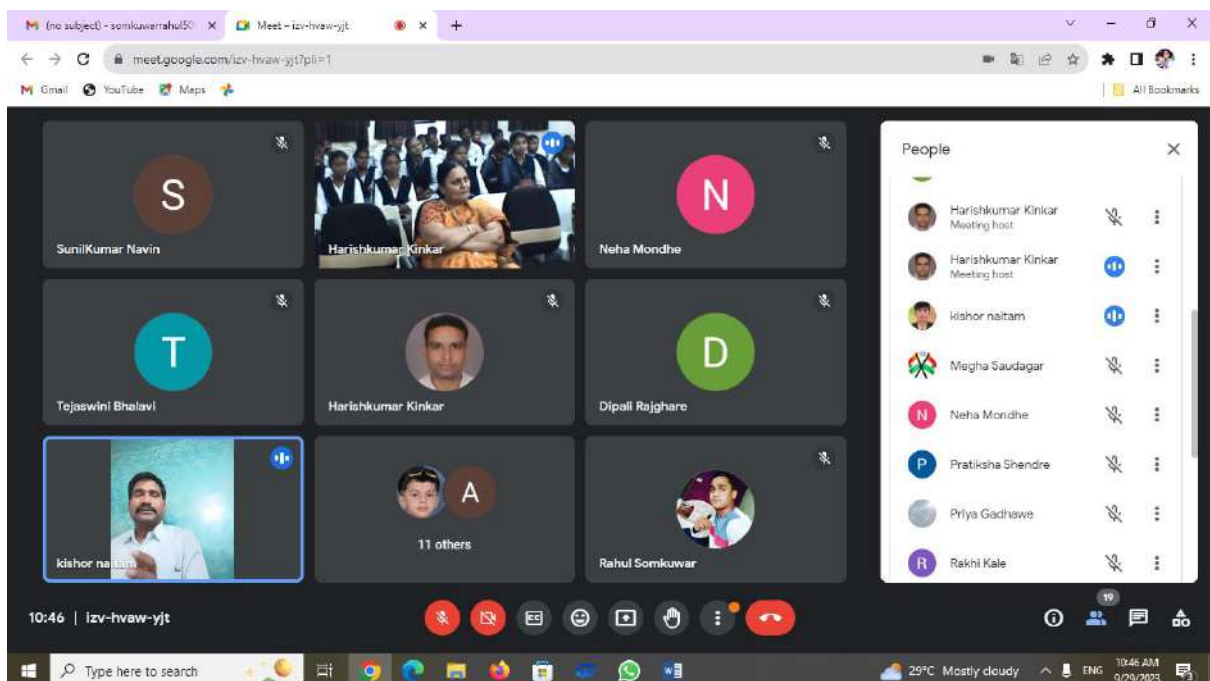 (no subject) - somkuwarrahul50
Meet – izv-hvaw-yjt
meet.google.com/izv-hvaw-yjt?pli=1
Gmail YouTube Maps
All Bookmarks
S
SunilKumar Navin
Harishkumar Kinkar
N
Neha Mondhe
T
Tejaswini Bhalavi
Harishkumar Kinkar
D
Dipali Rajghare
kishor naitam
A
11 others
Rahul Somkuwar
People
Harishkumar Kinkar
Meeting host
Harishkumar Kinkar
Meeting host
kishor naitam
Megha Saudagar
N Neha Mondhe
P Pratiksha Shendre
Priya Gadhawe
R Rakhi Kale
10:46 | izv-hvaw-yjt
CC
19
Type here to search
29°C Mostly cloudy
ENG
10:46 AM
9/29/2023